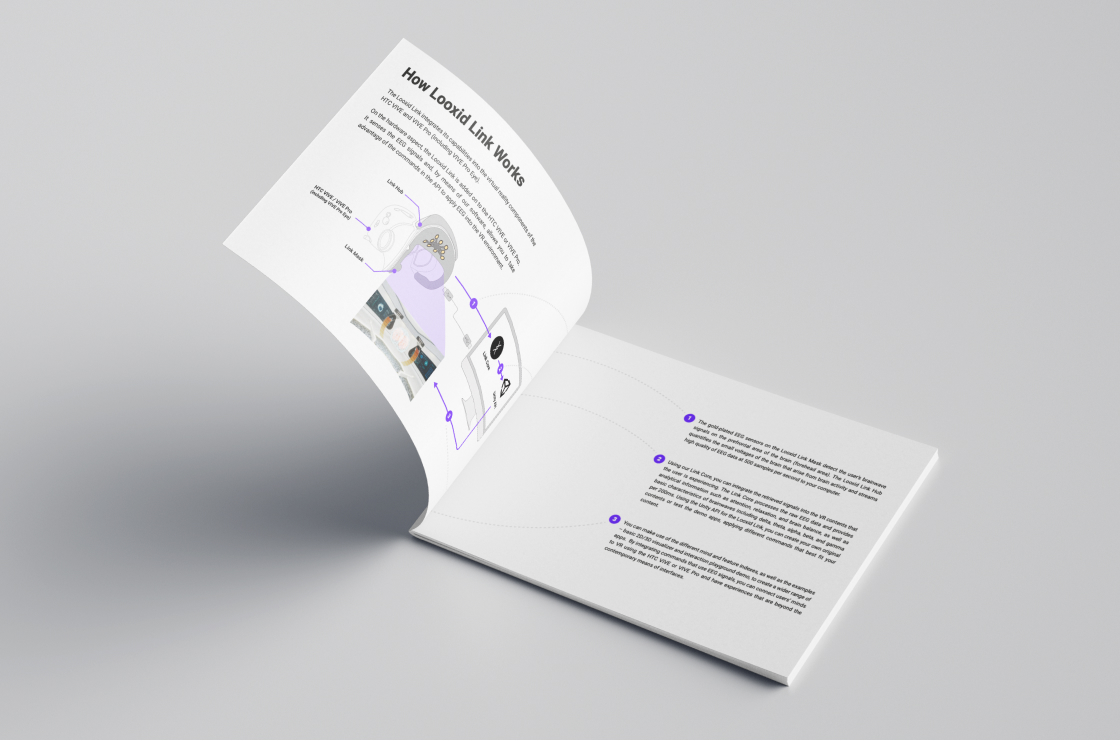 How Looxid Link Works
The Looxid Link integrates its capabilities into the virtual reality components of the
HTC VIVE and VIVE Pro (including VIVE Pro Eye).
On the hardware aspect, the Looxid Link is added on to the HTC VIVE or VIVE Pro.
It senses the EEG signals and, by means of our software, allows you to take
advantage of the commands in the API to apply EEG into the VR environment.
Link Hub
HTC VIVE / VIVE Pro
(including VIVE Pro Eye)
Link Mask
1
Link Core
2
3
1
The gold-plated EEG sensors on the Looxid Link Mask detect the user's brainwave
signals on the prefrontal area of the brain (forehead area). The Looxid Link Hub
quantifies the small voltages of the brain that arise from brain activity and streams
high quality of EEG data at 500 samples per second to your computer.
2
Using our Link Core, you can integrate the retrieved signals into the VR contents that
the user is experiencing. The Link Core processes the raw EEG data and provides
analytical information such as attention, relaxation, and brain balance, as well as
basic characteristics of brainwaves including delta, theta, alpha, beta, and gamma
per 200ms. Using the Unity API for the Looxid Link, you can create your own original
contents or test the demo apps, applying different commands that best fit your
content.
3
You can make use of the different mind and feature indexes, as well as the examples
– basic 2D/3D visualizer and interaction playground demo, to create a wider range of
apps. By integrating commands that use EEG signals, you can connect users' minds
to VR using the HTC VIVE or VIVE Pro and have experiences that are beyond the
contemporary means of interfaces.